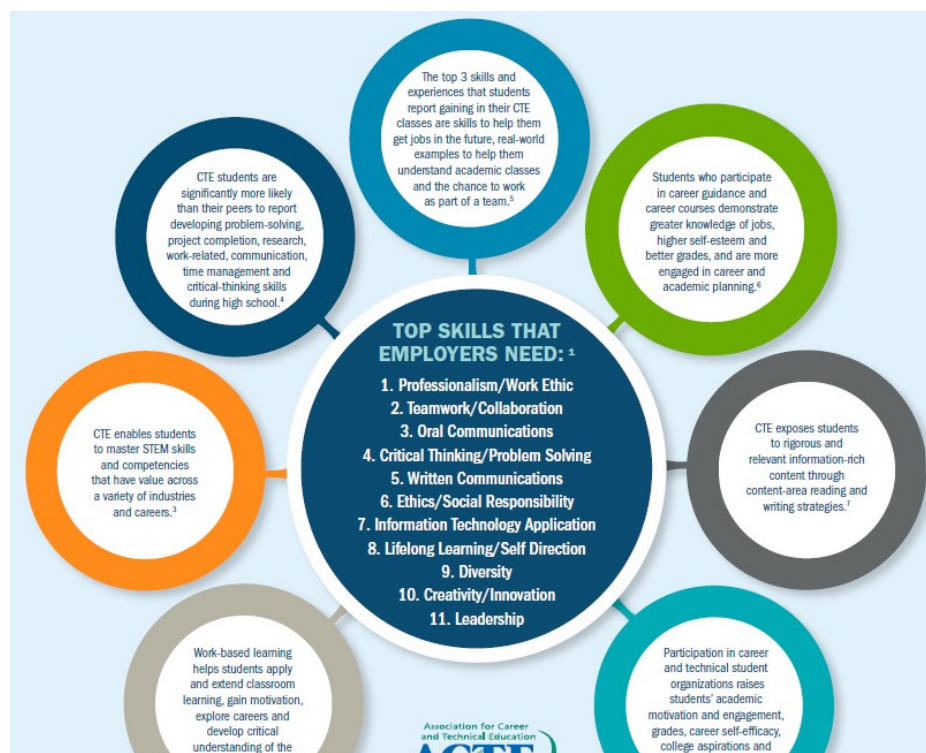 The top 3 skills and
experiences that students
report gaining in their CTE
classes are skills to help them
get jobs in the future, real-world
examples to help them
understand academic classes
and the chance to work
as part of a team.⁵
CTE students are
significantly more likely
than their peers to report
developing problem-solving,
project completion, research,
work-related, communication,
time management and
critical-thinking skills
during high school.⁴
Students who participate
in career guidance and
career courses demonstrate
greater knowledge of jobs,
higher self-esteem and
better grades, and are more
engaged in career and
academic planning.⁶
TOP SKILLS THAT
EMPLOYERS NEED: ¹
1. Professionalism/Work Ethic
2. Teamwork/Collaboration
3. Oral Communications
4. Critical Thinking/Problem Solving
5. Written Communications
6. Ethics/Social Responsibility
7. Information Technology Application
8. Lifelong Learning/Self Direction
9. Diversity
10. Creativity/Innovation
11. Leadership
CTE enables students
to master STEM skills
and competencies
that have value across
a variety of industries
and careers.³
CTE exposes students
to rigorous and
relevant information-rich
content through
content-area reading and
writing strategies.⁷
Work-based learning
helps students apply
and extend classroom
learning, gain motivation,
explore careers and
develop critical
understanding of the
Participation in career
and technical student
organizations raises
students' academic
motivation and engagement,
grades, career self-efficacy,
college aspirations and
Association for Career
and Technical Education
ACTE